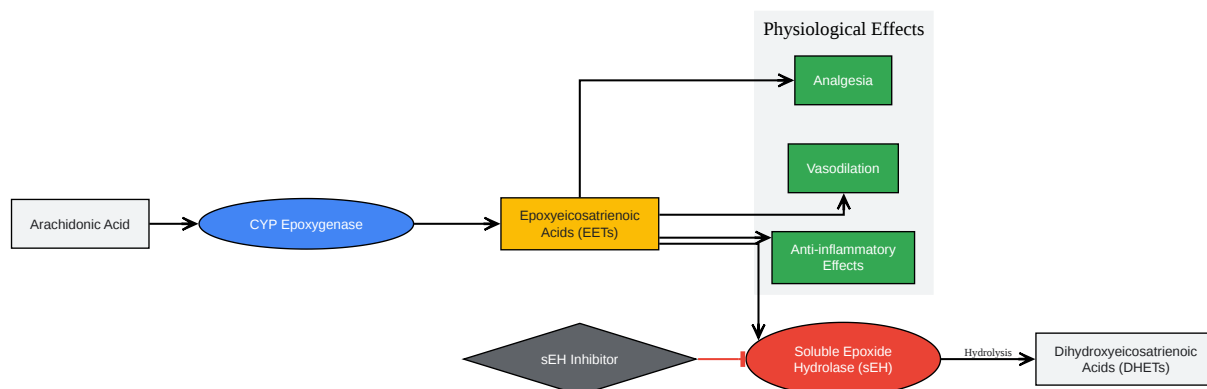 Physiological Effects
Analgesia
Vasodilation
Arachidonic Acid
CYP Epoxygenase
Epoxyeicosatrienoic
Acids (EETs)
Anti-inflammatory
Effects
sEH Inhibitor
Soluble Epoxide
Hydrolase (sEH)
Hydrolysis
Dihydroxyeicosatrienoic
Acids (DHETs)